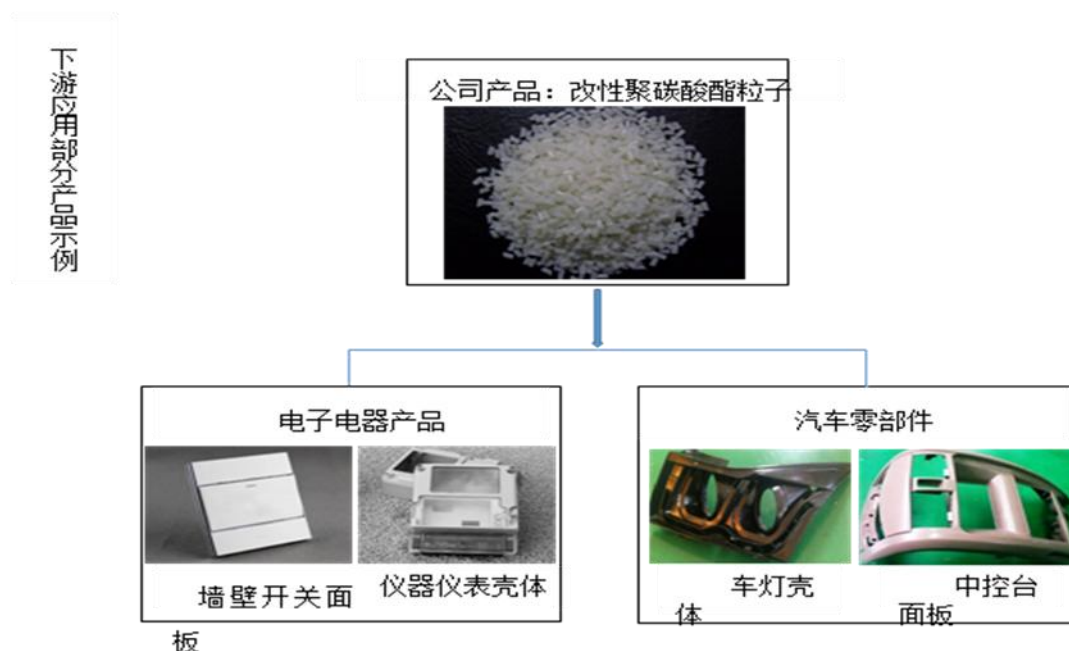 下游应用部分产品示例
公司产品：改性聚碳酸酯粒子
电子电器产品
汽车零部件
墙壁开关面
板
仪器仪表壳体
车灯壳
体
中控台
面板